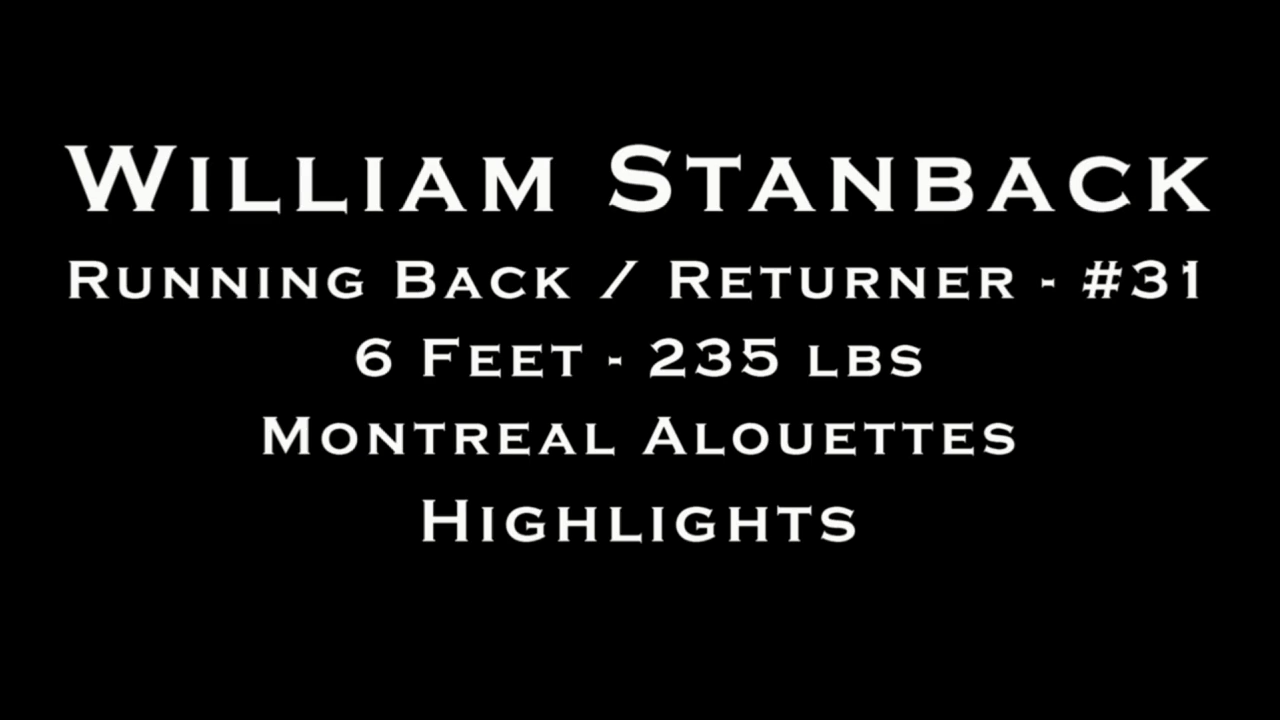 William Stanback
Running Back / Returner - #31
6 Feet - 235 lbs
Montreal Alouettes
Highlights